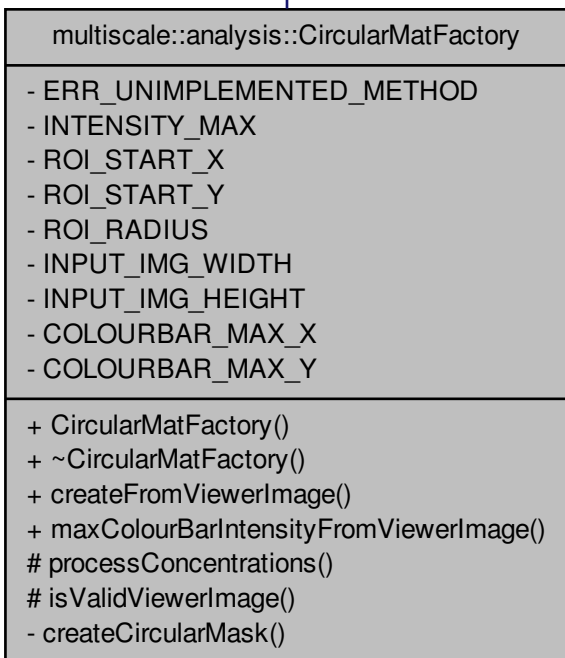 multiscale::analysis::CircularMatFactory
- ERR_UNIMPLEMENTED_METHOD
- INTENSITY_MAX
- ROI_START_X
- ROI_START_Y
- ROI_RADIUS
- INPUT_IMG_WIDTH
- INPUT_IMG_HEIGHT
- COLOURBAR_MAX_X
- COLOURBAR_MAX_Y
+ CircularMatFactory()
+ ~CircularMatFactory()
+ createFromViewerImage()
+ maxColourBarIntensityFromViewerImage()
# processConcentrations()
# isValidViewerImage()
- createCircularMask()